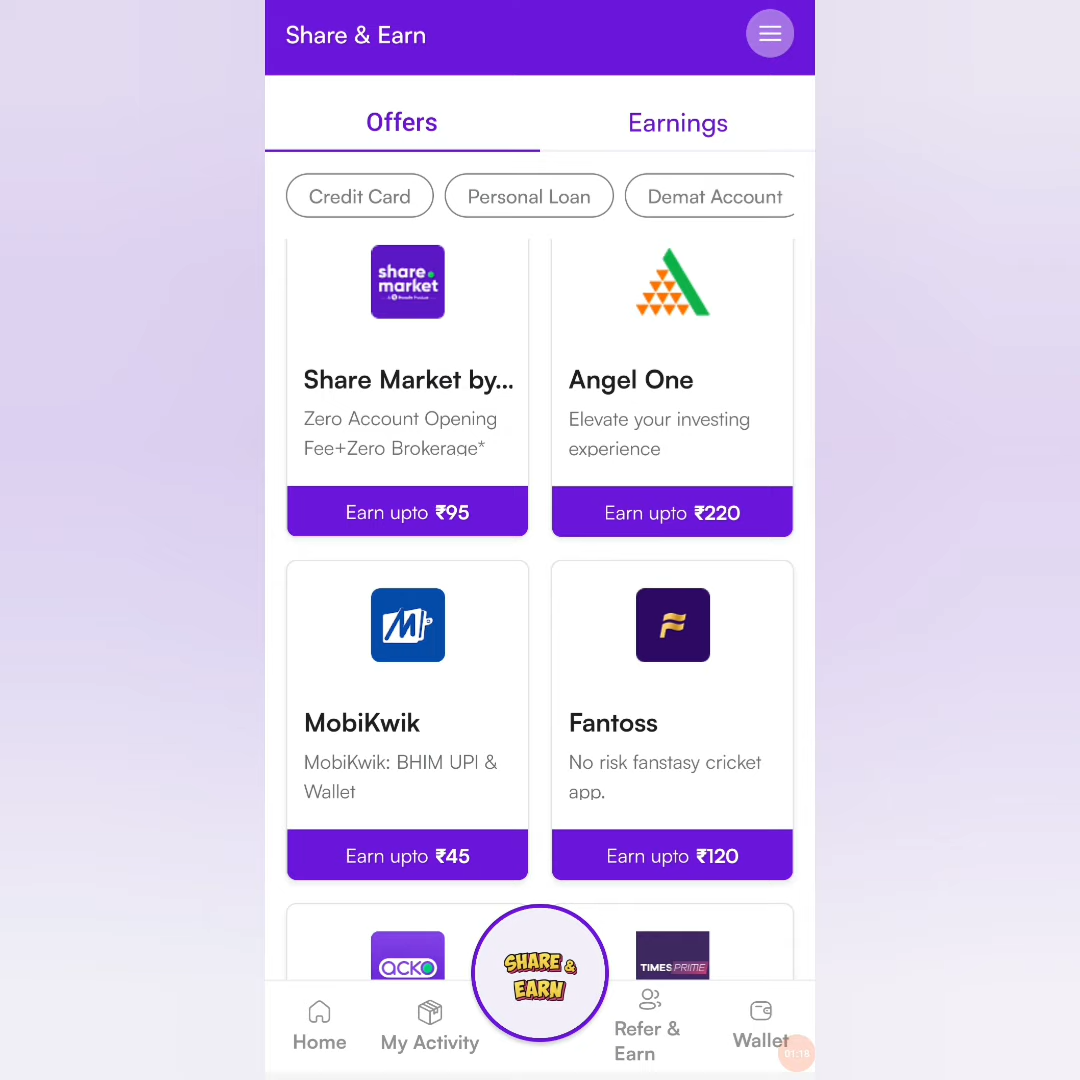 Share & Earn
Offers
Earnings
Credit Card
Personal Loan
Demat Account
share.
market
Share Market by...
Zero Account Opening
Fee+Zero Brokerage*
Earn upto ₹95
Angel One
Elevate your investing
experience
Earn upto ₹220
MobiKwik
MobiKwik: BHIM UPI &
Wallet
Earn upto ₹45
Fantoss
No risk fanstasy cricket
app.
Earn upto ₹120
acko
TIMES PRIME
SHARE &
EARN
Home
My Activity
Refer &
Earn
Wallet
01:18